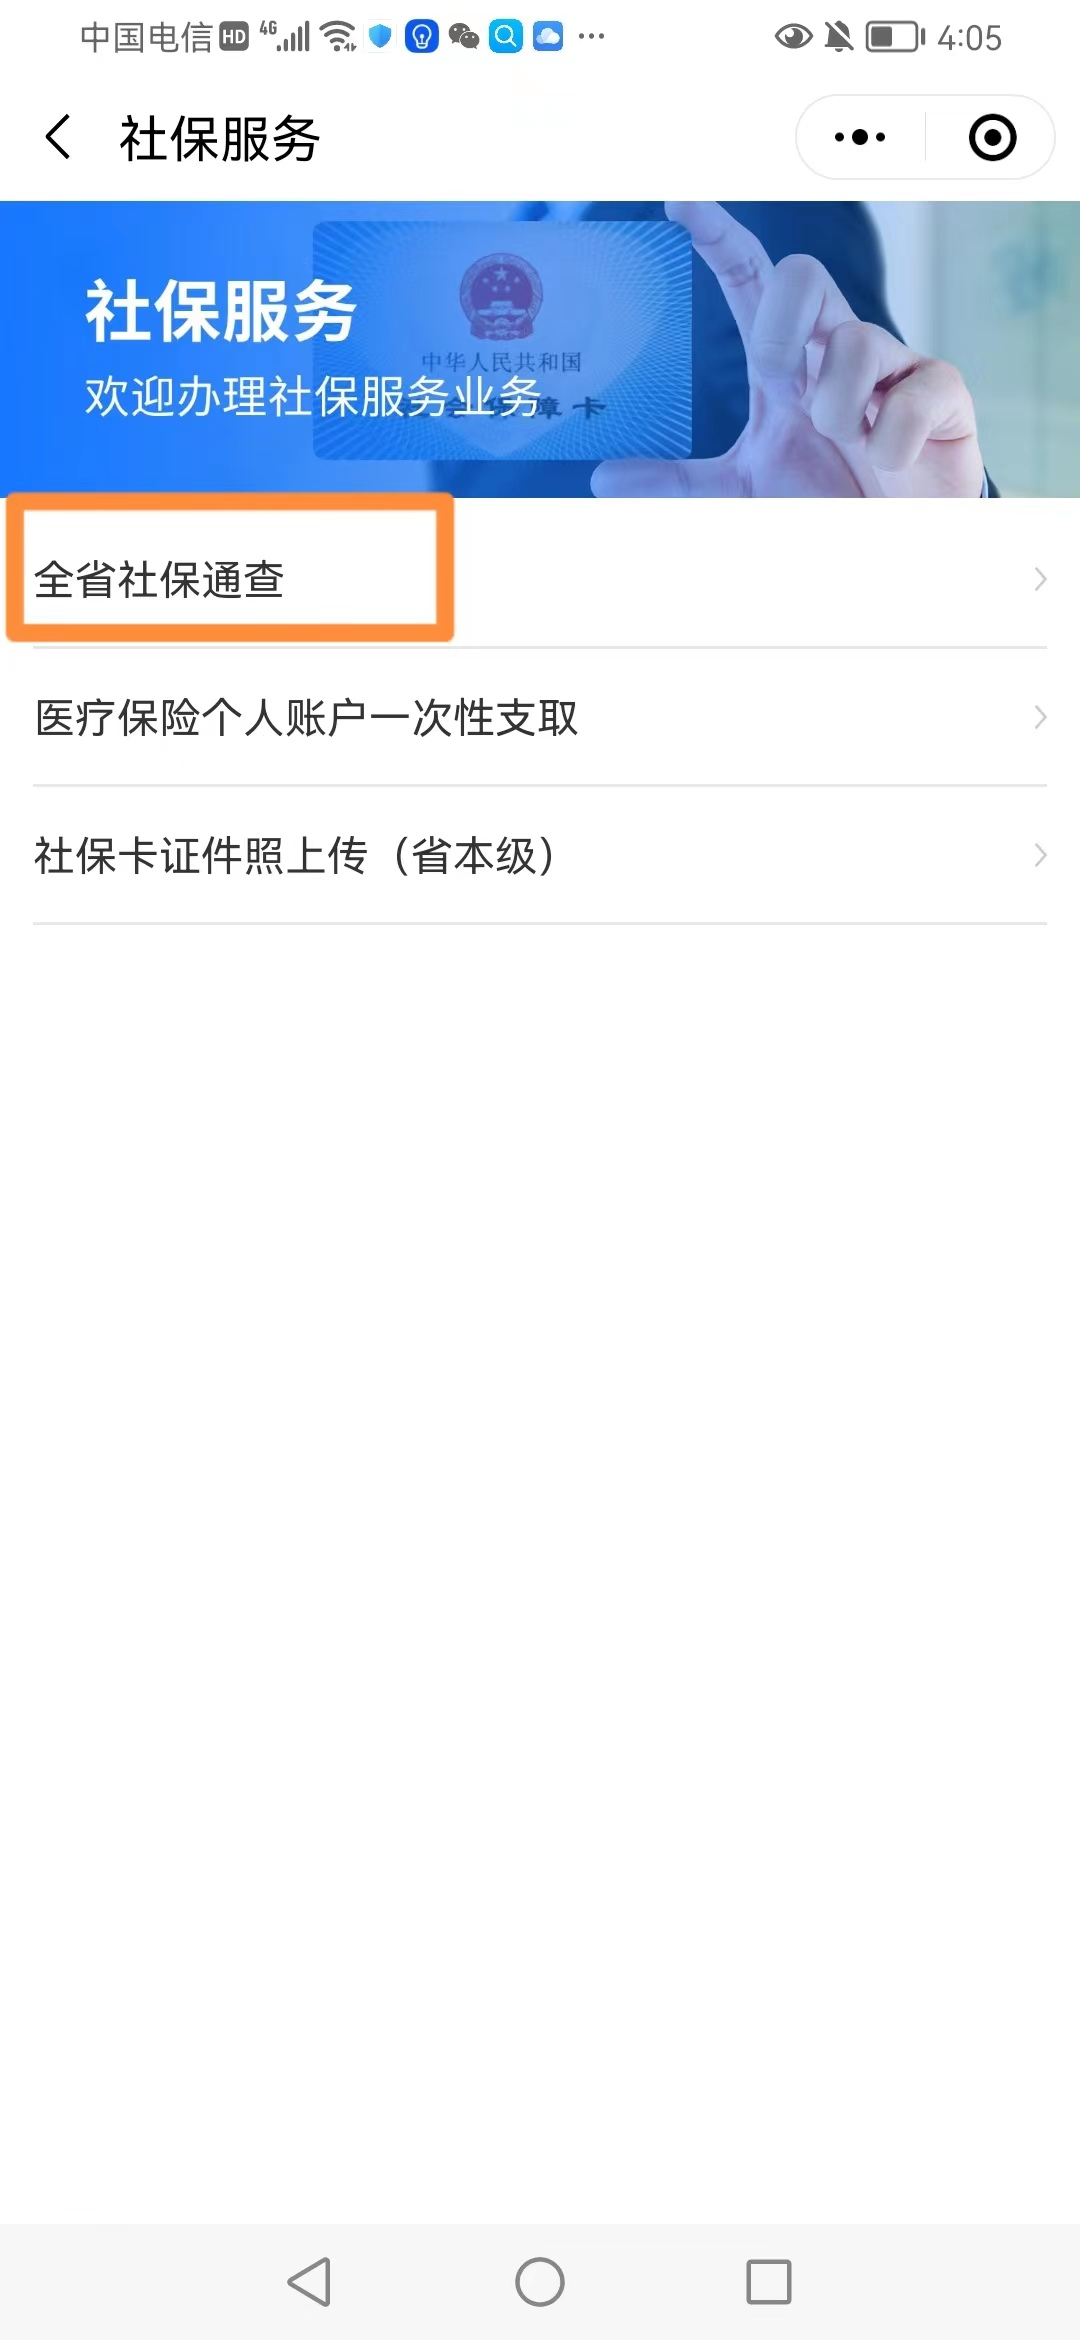 中国电信 HD 4G 4:05
社保服务
中华人民共和国
社保服务
欢迎办理社保服务业务
全省社保通查
医疗保险个人账户一次性支取
社保卡证件照上传（省本级）